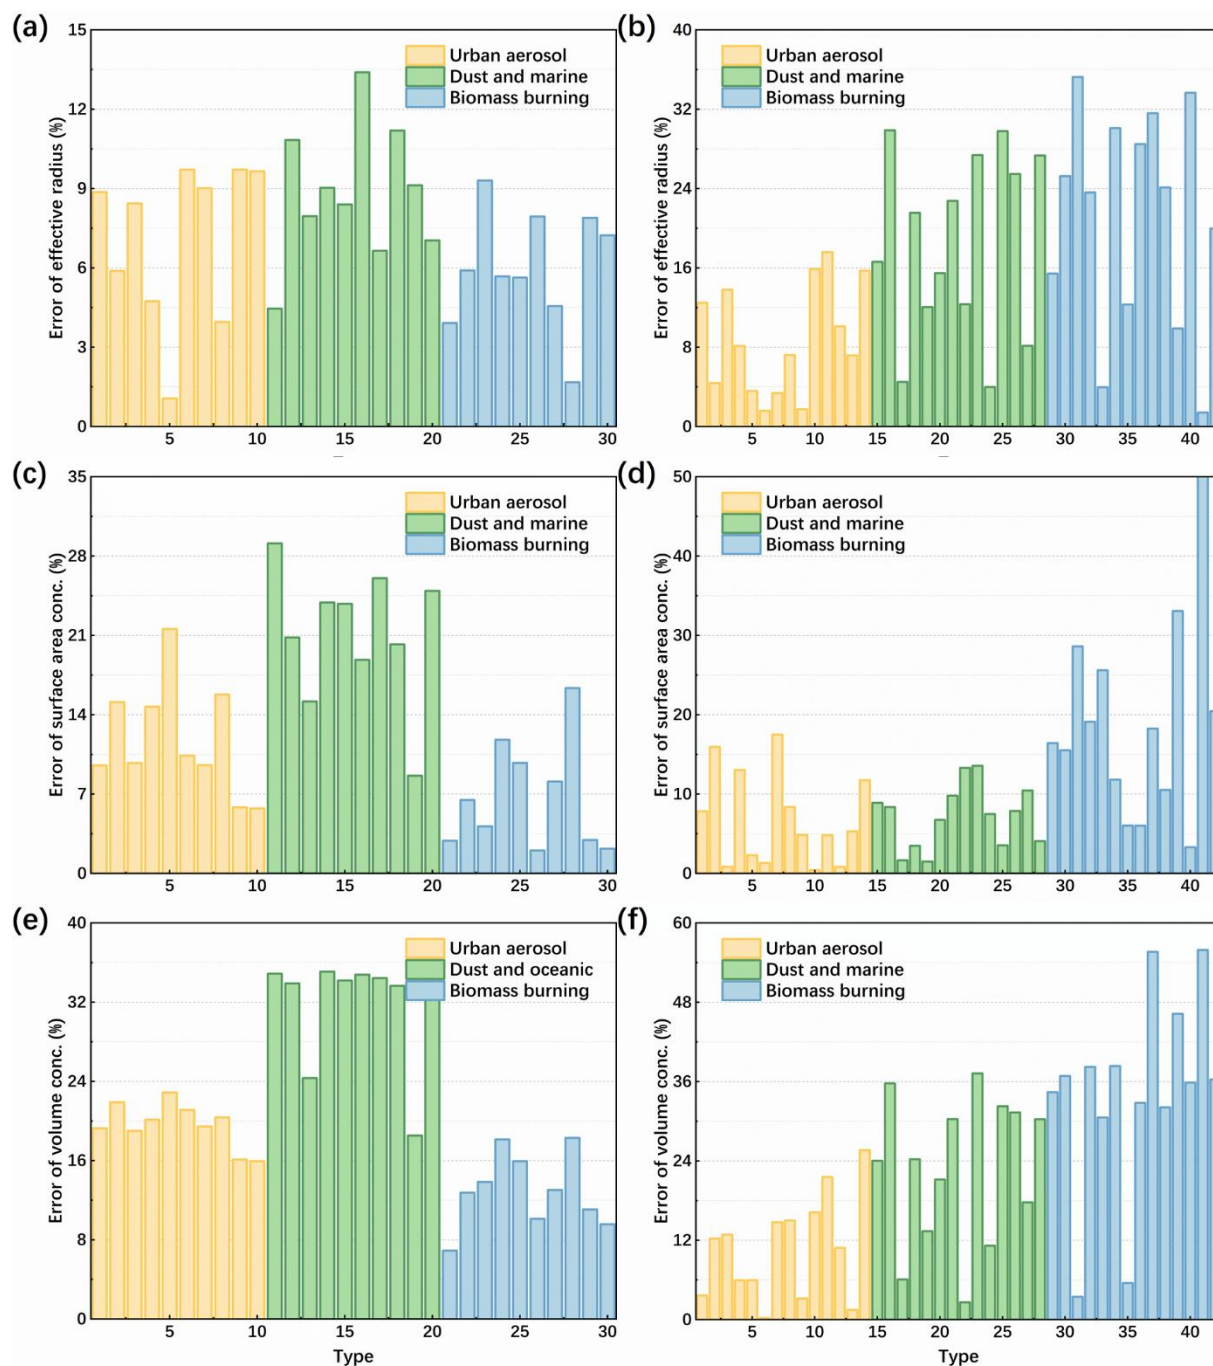 (a)
15
12
9
6
3
0
Error of effective radius (%)
Urban aerosol
Dust and marine
Biomass burning
5 10 15 20 25 30
(b)
40
32
24
16
8
0
Error of effective radius (%)
Urban aerosol
Dust and marine
Biomass burning
5 10 15 20 25 30 35 40
(c)
35
28
21
14
7
0
Error of surface area conc. (%)
Urban aerosol
Dust and marine
Biomass burning
5 10 15 20 25 30
(d)
50
40
30
20
10
0
Error of surface area conc. (%)
Urban aerosol
Dust and marine
Biomass burning
5 10 15 20 25 30 35 40
(e)
40
32
24
16
8
0
Error of volume conc. (%)
Urban aerosol
Dust and oceanic
Biomass burning
5 10 15 20 25 30
Type
(f)
60
48
36
24
12
0
Error of volume conc. (%)
Urban aerosol
Dust and marine
Biomass burning
5 10 15 20 25 30 35 40
Type